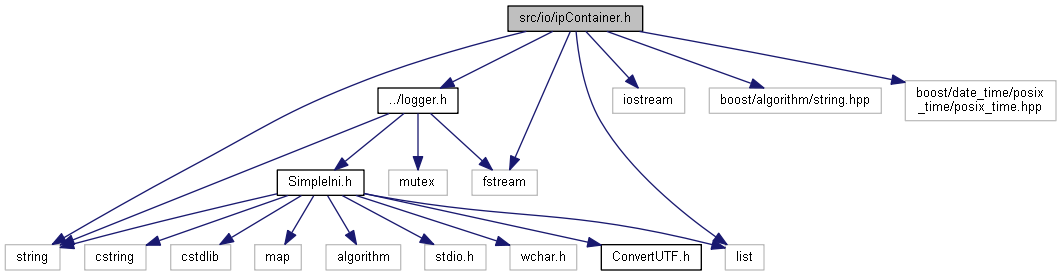 src/io/ipContainer.h
../logger.h
iostream
boost/algorithm/string.hpp
boost/date_time/posix
_time/posix_time.hpp
SimpleIni.h
mutex
fstream
string
cstring
cstdlib
map
algorithm
stdio.h
wchar.h
ConvertUTF.h
list